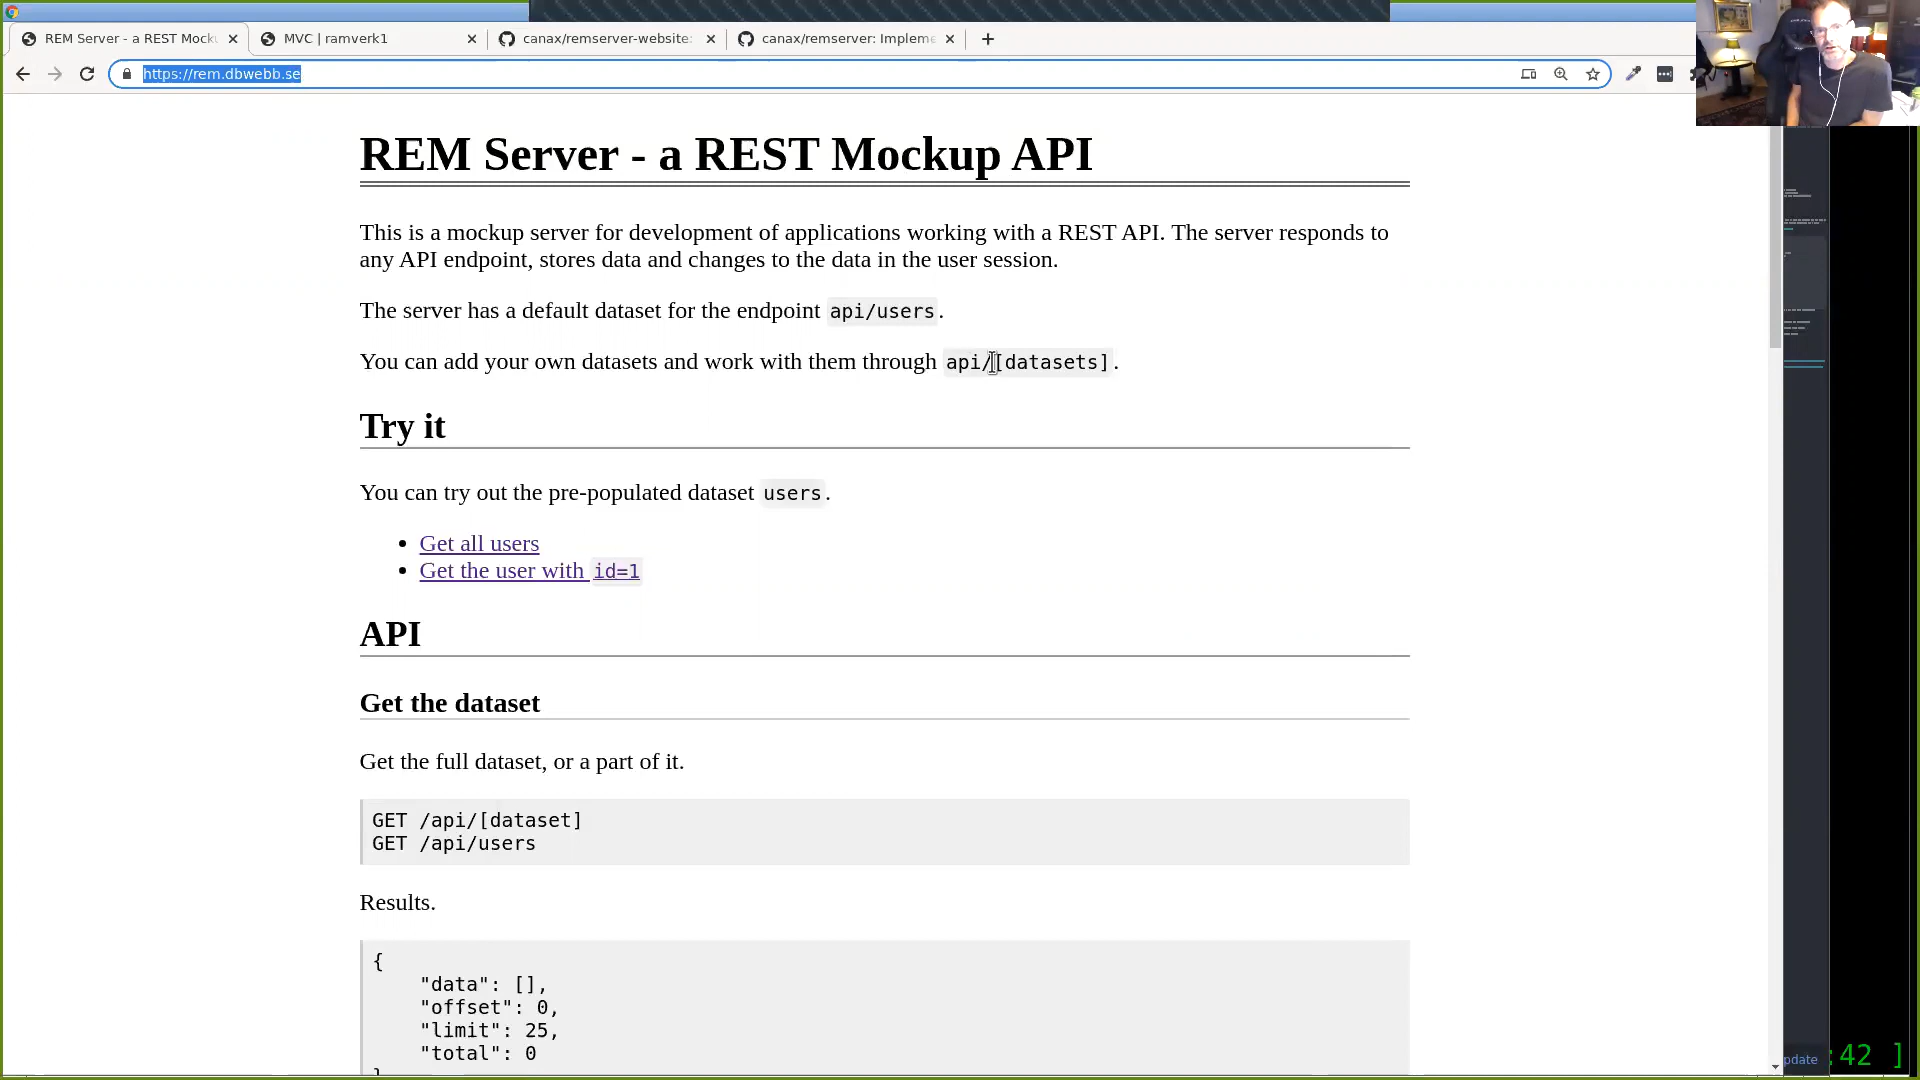 REM Server - a REST Mocku
MVC | ramverk1
canax/remserver-website:
canax/remserver: Implem
https://rem.dbwebb.se
REM Server - a REST Mockup API
This is a mockup server for development of applications working with a REST API. The server responds to
any API endpoint, stores data and changes to the data in the user session.
The server has a default dataset for the endpoint api/users.
You can add your own datasets and work with them through api/[datasets].
Try it
You can try out the pre-populated dataset users.
• Get all users
• Get the user with id=1
API
Get the dataset
Get the full dataset, or a part of it.
GET /api/[dataset]
GET /api/users
Results.
{
"data": [],
"offset": 0,
"limit": 25,
"total": 0
pdate
:42 ]